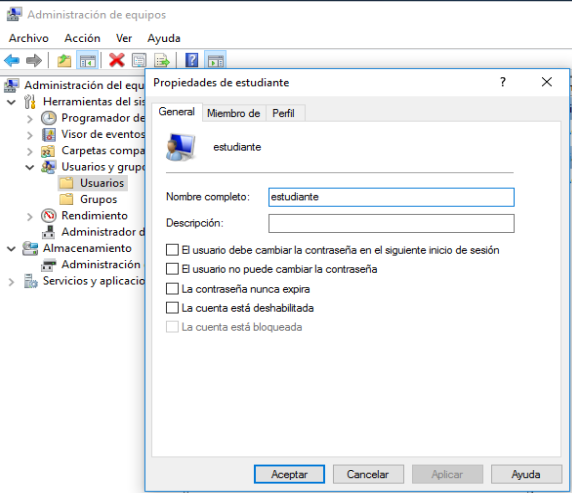 Administración de equipos
Archivo Acción Ver Ayuda
Administración del equ
Herramientas del sis
Programador de
Visor de eventos
Carpetas compa
Usuarios y grupo
Usuarios
Grupos
Rendimiento
Administrador d
Almacenamiento
Administración
Servicios y aplicacio
Propiedades de estudiante
General Miembro de Perfil
estudiante
Nombre completo: estudiante
Descripción:
El usuario debe cambiar la contraseña en el siguiente inicio de sesión
El usuario no puede cambiar la contraseña
La contraseña nunca expira
La cuenta está deshabilitada
La cuenta está bloqueada
Aceptar Cancelar Aplicar Ayuda